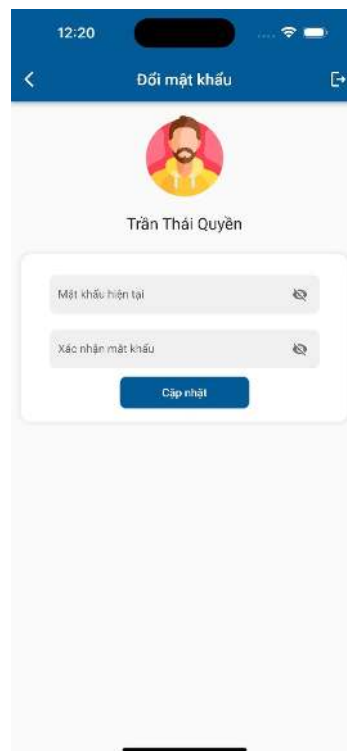 12:20
Đổi mật khẩu
Trần Thái Quyền
Mật khẩu hiện tại
Xác nhận mật khẩu
Cập nhật